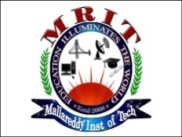 MRIT
EDUCATION ILLUMINATES THE WORLD
Estd 2008
Mallareddy Inst of Tech